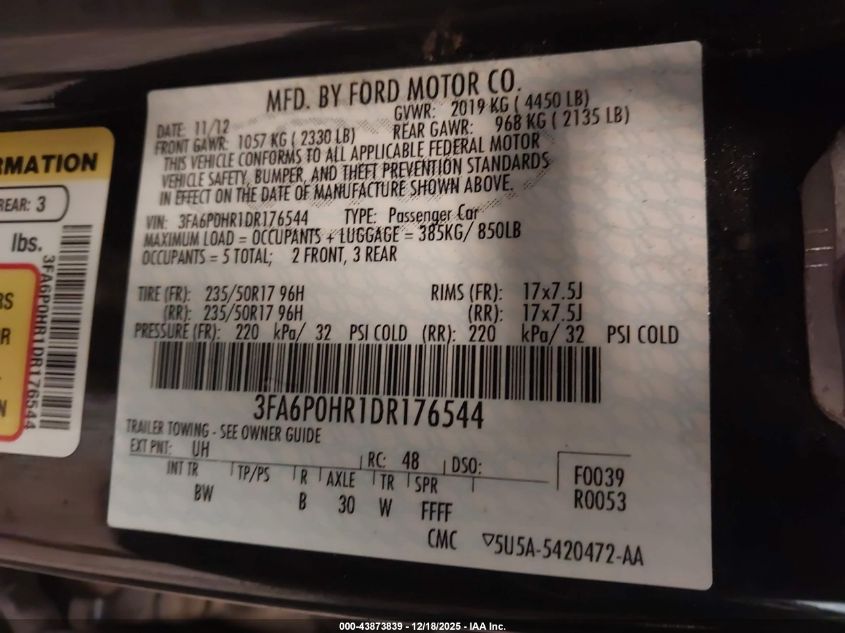 MFD. BY FORD MOTOR CO.
DATE: 11/12 GVWR: 2019 KG ( 4450 LB)
FRONT GAWR: 1057 KG ( 2330 LB) REAR GAWR: 968 KG ( 2135 LB)
THIS VEHICLE CONFORMS TO ALL APPLICABLE FEDERAL MOTOR
VEHICLE SAFETY, BUMPER, AND THEFT PREVENTION STANDARDS
IN EFFECT ON THE DATE OF MANUFACTURE SHOWN ABOVE.
VIN: 3FA6P0HR1DR176544 TYPE: Passenger Car
MAXIMUM LOAD = OCCUPANTS + LUGGAGE = 385KG/ 850LB
OCCUPANTS = 5 TOTAL; 2 FRONT, 3 REAR
TIRE (FR): 235/50R17 96H RIMS (FR): 17x7.5J
(RR): 235/50R17 96H (RR): 17x7.5J
PRESSURE (FR): 220 kPa/ 32 PSI COLD (RR): 220 kPa/ 32 PSI COLD
3FA6P0HR1DR176544
TRAILER TOWING - SEE OWNER GUIDE
EXT PNT: UH RC: 48 DSO:
INT TR TP/PS R AXLE TR SPR
BW B 30 W FFFF
F0039
R0053
CMC ▽5U5A-5420472-AA
RMATION
REAR: 3
lbs.
3FA6P0HR1DR176544
RS
OR
N
000-43873839 - 12/18/2025 - IAA Inc.